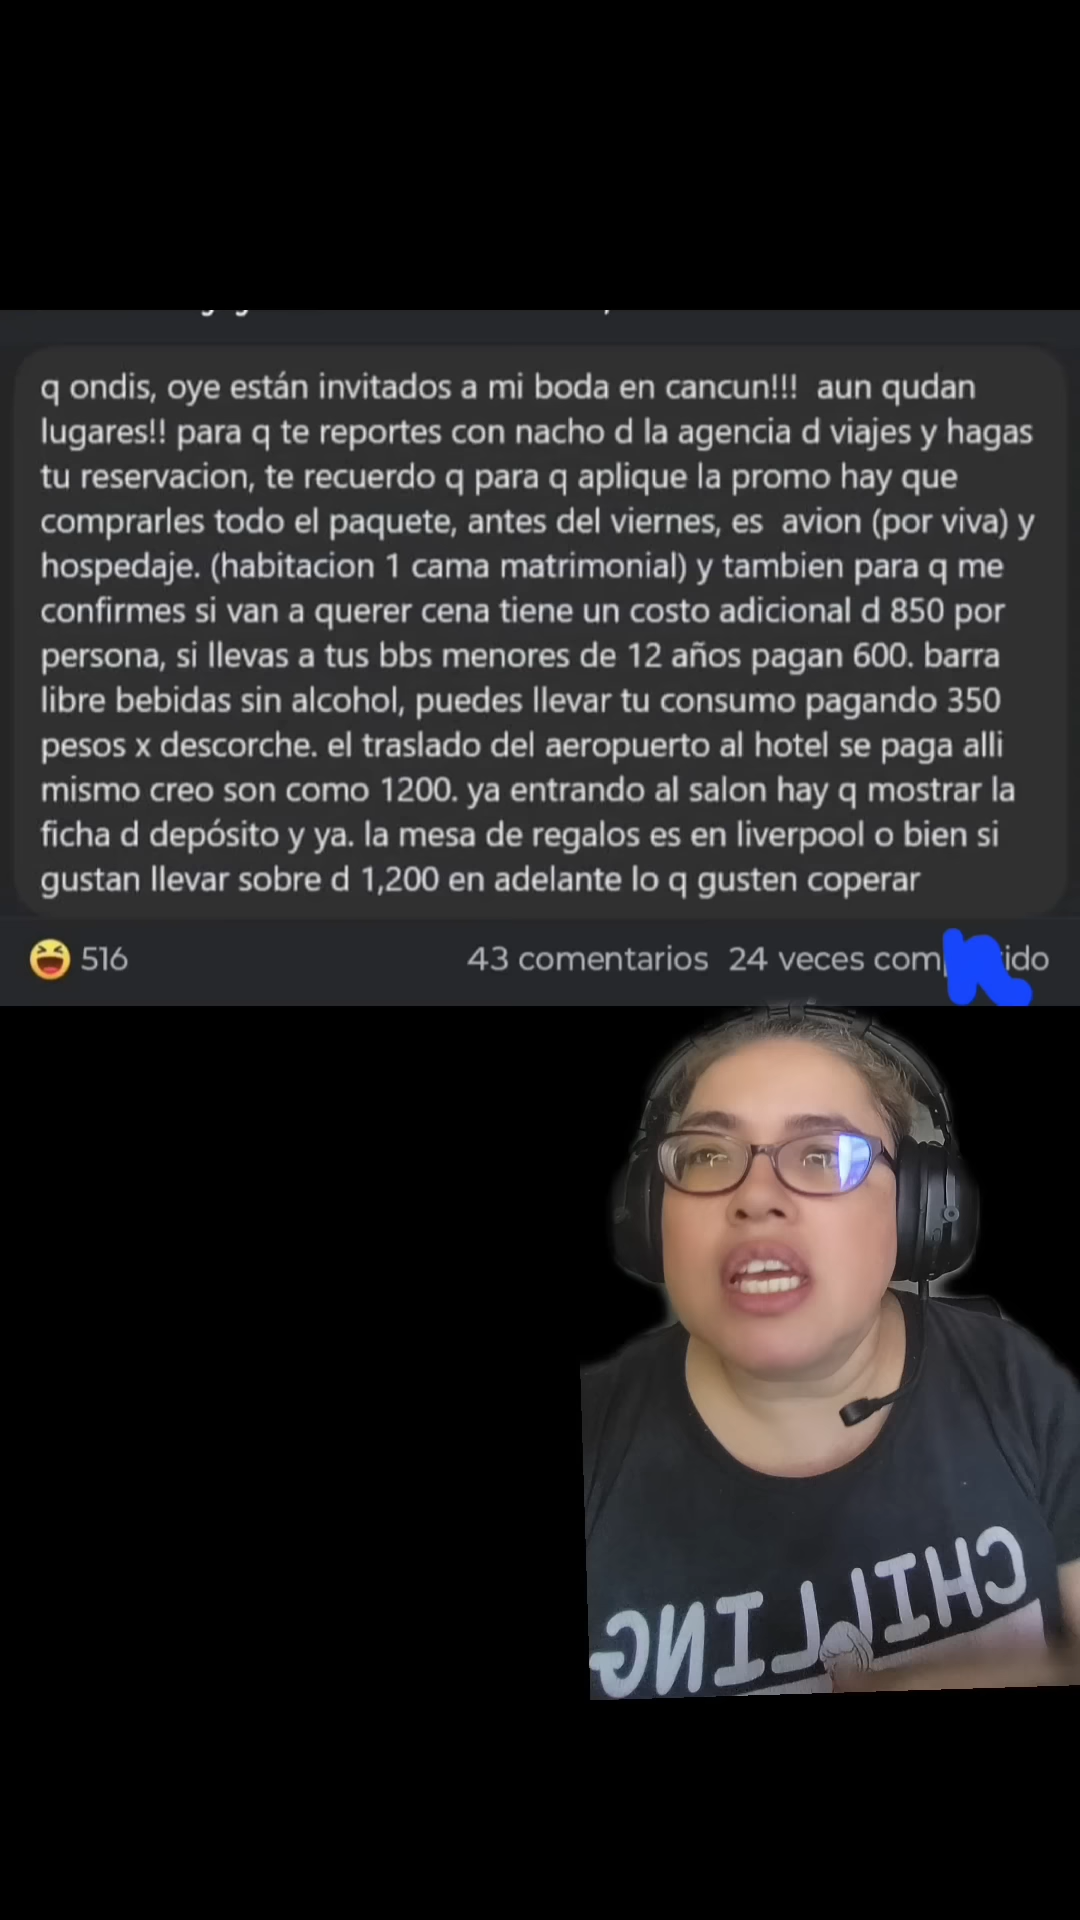 q ondis, oye están invitados a mi boda en cancun!!!  aun qudan
lugares!! para q te reportes con nacho d la agencia d viajes y hagas
tu reservacion, te recuerdo q para q aplique la promo hay que
comprarles todo el paquete, antes del viernes, es  avion (por viva) y
hospedaje. (habitacion 1 cama matrimonial) y tambien para q me
confirmes si van a querer cena tiene un costo adicional d 850 por
persona, si llevas a tus bbs menores de 12 años pagan 600. barra
libre bebidas sin alcohol, puedes llevar tu consumo pagando 350
pesos x descorche. el traslado del aeropuerto al hotel se paga alli
mismo creo son como 1200. ya entrando al salon hay q mostrar la
ficha d depósito y ya. la mesa de regalos es en liverpool o bien si
gustan llevar sobre d 1,200 en adelante lo q gusten coperar
516 43 comentarios 24 veces
CHILLING